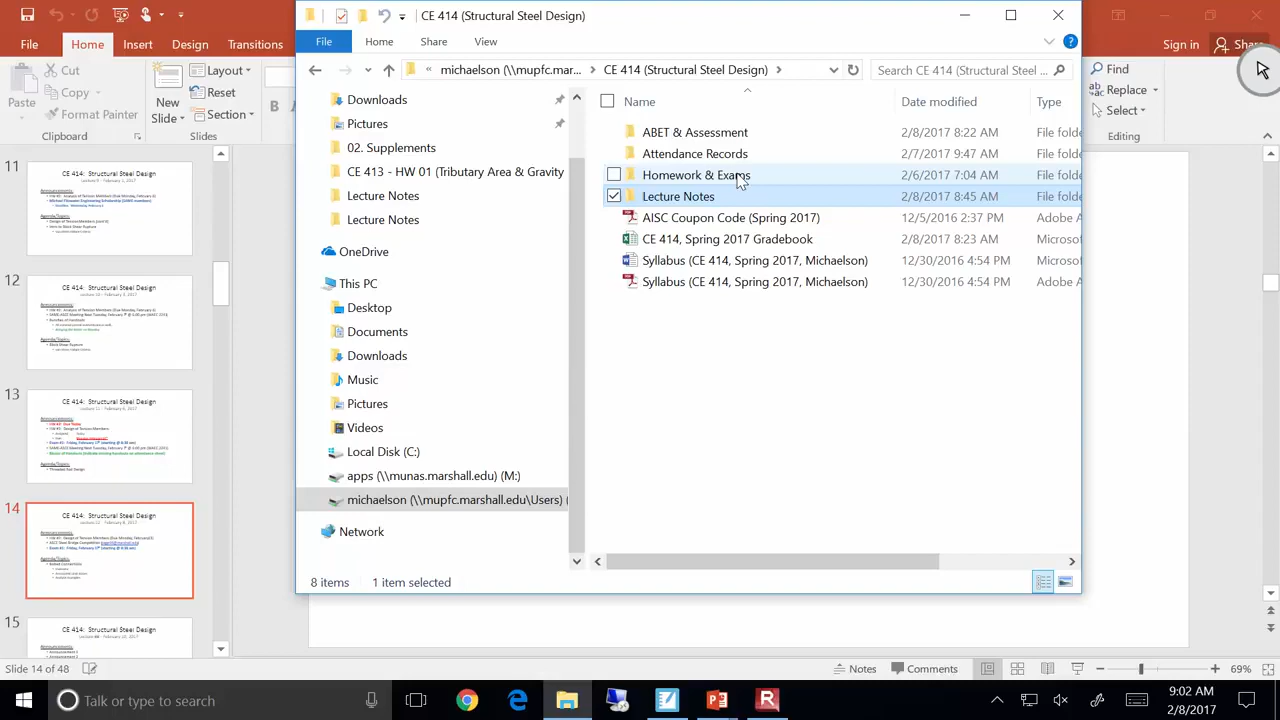 CE 414 (Structural Steel Design)
File
Home
Insert
Design
Transitions
Sign in
Share
File
Home
Share
View
michaelson (\\mupfc.mar...
CE 414 (Structural Steel Design)
Search CE 414 (Structural Steel ...
Cut
Copy
Format Painter
Paste
Clipboard
New
Slide
Layout
Reset
Section
Slides
B
Find
Replace
Select
Editing
Name
Date modified
Type
Downloads
Pictures
02. Supplements
CE 413 - HW 01 (Tributary Area & Gravity
Lecture Notes
Lecture Notes
OneDrive
This PC
Desktop
Documents
Downloads
Music
Pictures
Videos
Local Disk (C:)
apps (\\munas.marshall.edu) (M:)
michaelson (\\mupfc.marshall.edu\Users) (
Network
ABET & Assessment 2/8/2017 8:22 AM File folde
Attendance Records 2/7/2017 9:47 AM File folde
Homework & Exams 2/6/2017 7:04 AM File folde
Lecture Notes 2/8/2017 8:45 AM File folde
AISC Coupon Code (Spring 2017) 12/5/2016 2:37 PM Adobe A
CE 414, Spring 2017 Gradebook 2/8/2017 8:23 AM Microsof
Syllabus (CE 414, Spring 2017, Michaelson) 12/30/2016 4:54 PM Microsof
Syllabus (CE 414, Spring 2017, Michaelson) 12/30/2016 4:54 PM Adobe A
8 items
1 item selected
11
CE 414: Structural Steel Design
12
CE 414: Structural Steel Design
13
CE 414: Structural Steel Design
14
CE 414: Structural Steel Design
15
CE 414: Structural Steel Design
Slide 14 of 48
Notes
Comments
69%
Talk or type to search
9:02 AM
2/8/2017